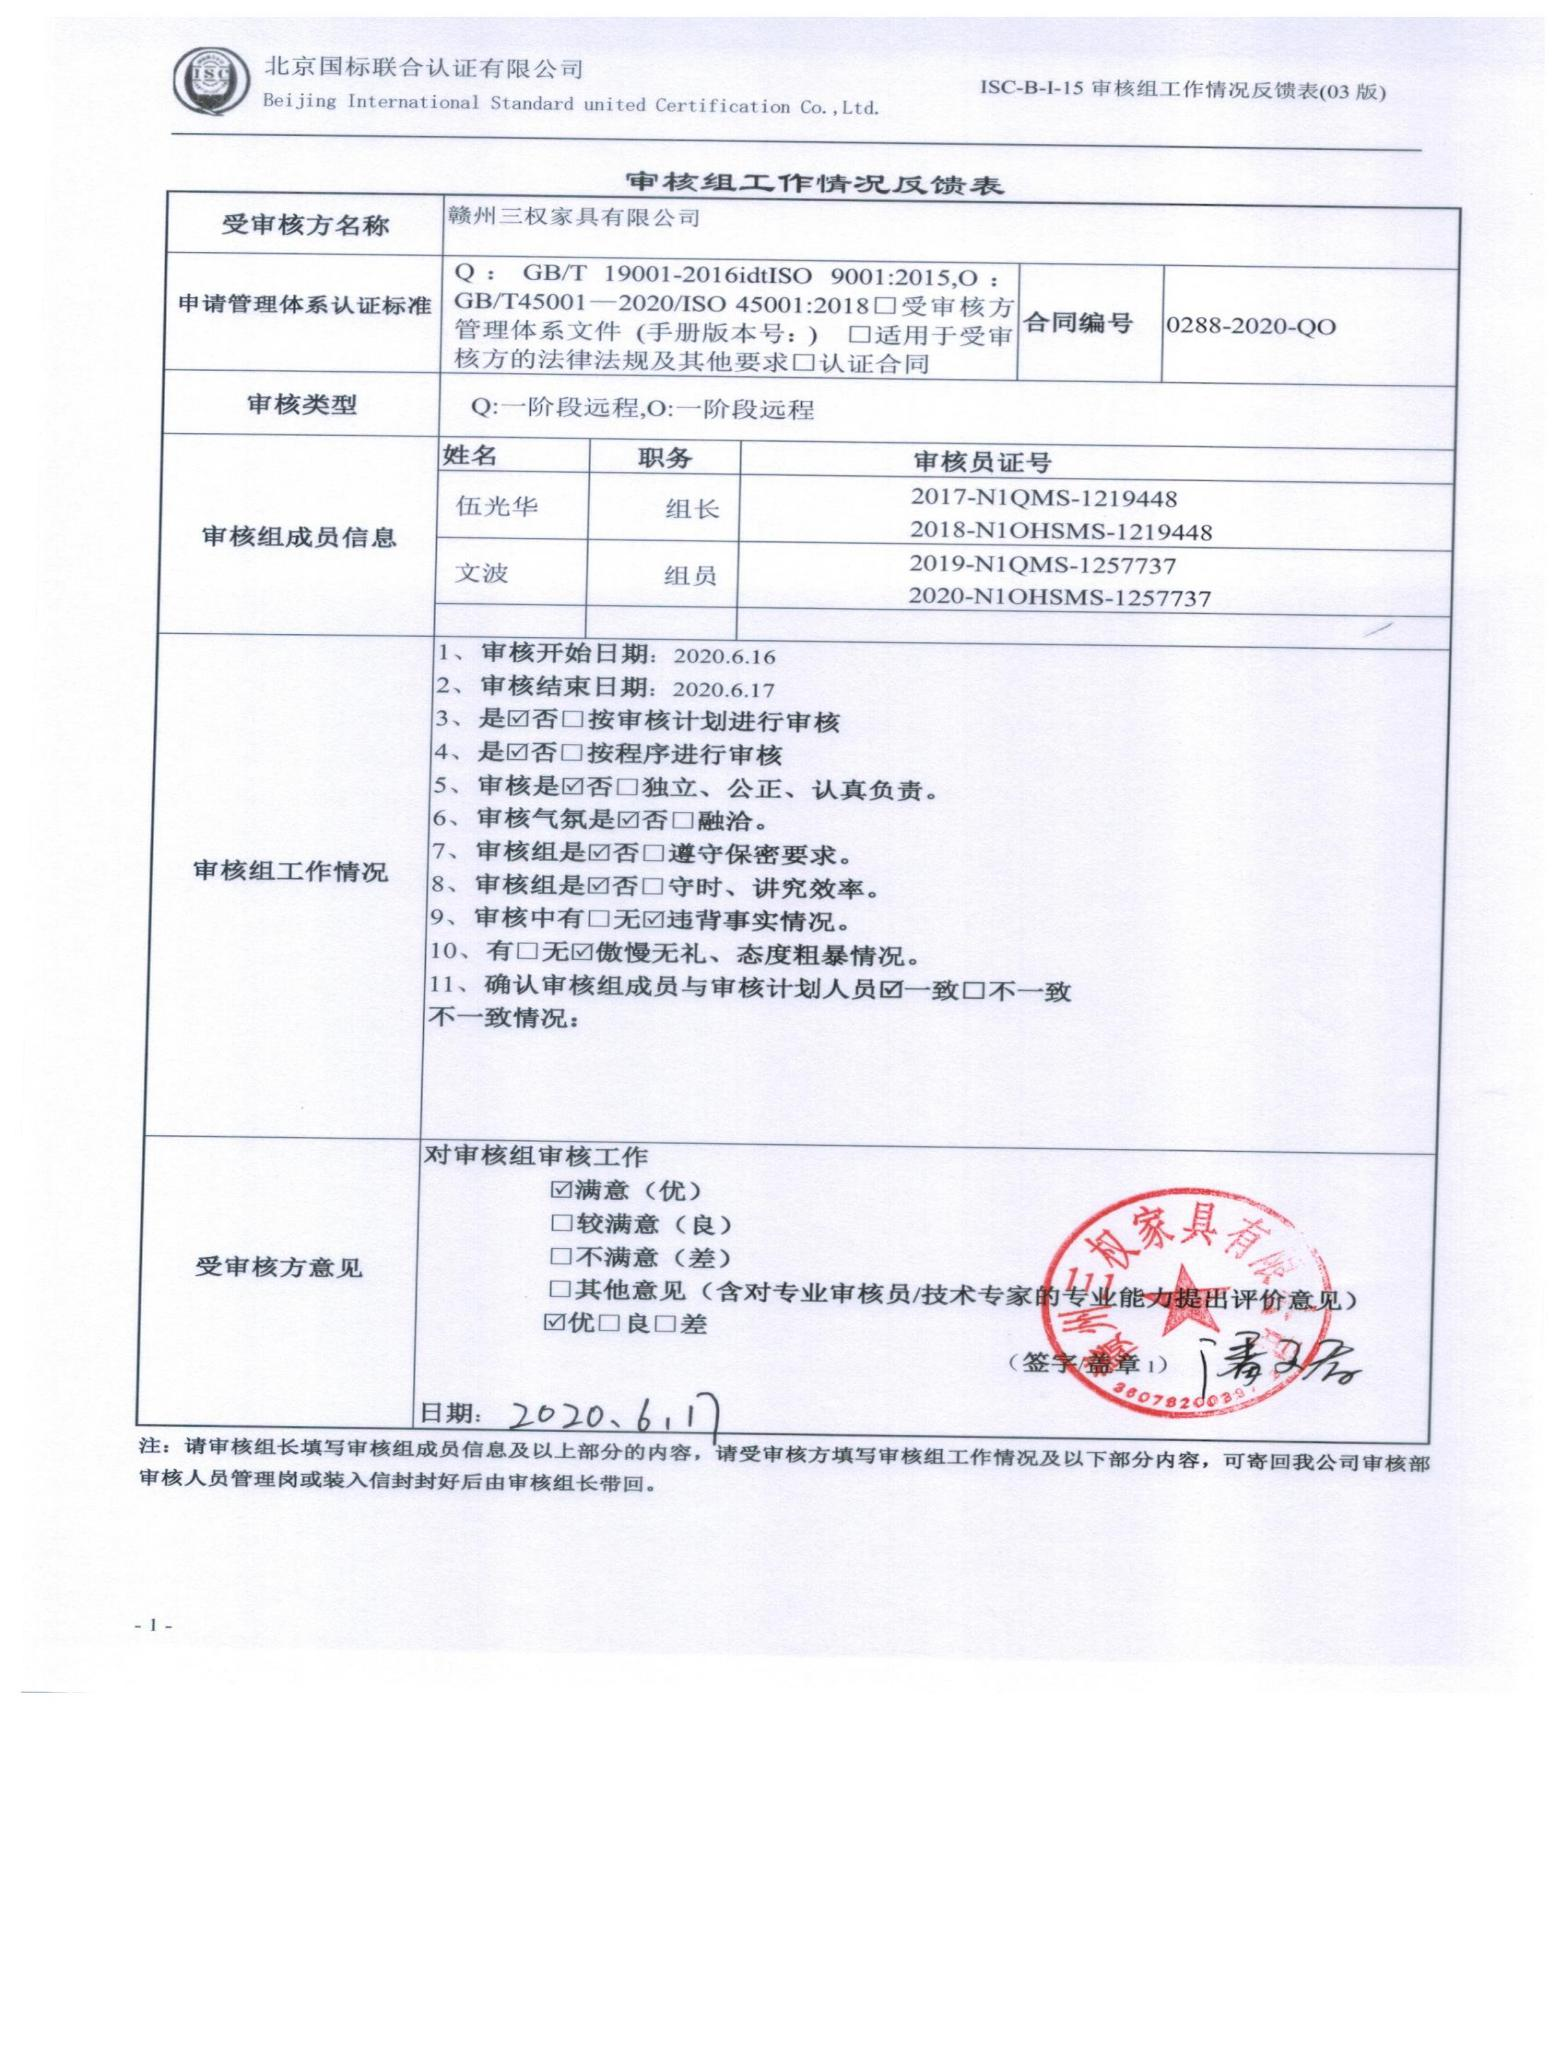 ISC
北京国标联合认证有限公司
Beijing International Standard united Certification Co.,Ltd.
ISC-B-I-15 审核组工作情况反馈表(03 版)
审核组工作情况反馈表
受审核方名称 赣州三权家具有限公司
申请管理体系认证标准
Q : GB/T 19001-2016idtISO 9001:2015,O :
GB/T45001—2020/ISO 45001:2018□受审核方
管理体系文件 (手册版本号：) □适用于受审
核方的法律法规及其他要求□认证合同
合同编号 0288-2020-QO
审核类型 Q:一阶段远程,O:一阶段远程
审核组成员信息
姓名 职务 审核员证号
伍光华 组长 2017-N1QMS-1219448
2018-N1OHSMS-1219448
文波 组员 2019-N1QMS-1257737
2020-N1OHSMS-1257737
审核组工作情况
1、审核开始日期：2020.6.16
2、审核结束日期：2020.6.17
3、是☑否□按审核计划进行审核
4、是☑否□按程序进行审核
5、审核是☑否□独立、公正、认真负责。
6、审核气氛是☑否□融洽。
7、审核组是☑否□遵守保密要求。
8、审核组是☑否□守时、讲究效率。
9、审核中有□无☑违背事实情况。
10、有□无☑傲慢无礼、态度粗暴情况。
11、确认审核组成员与审核计划人员☑一致□不一致
不一致情况：
受审核方意见
对审核组审核工作
☑满意（优）
□较满意（良）
□不满意（差）
□其他意见（含对专业审核员/技术专家的专业能力提出评价意见）
☑优□良□差
（签字/盖章 1）
赣州三权家具有限公司
日期：2020.6.17
注：请审核组长填写审核组成员信息及以上部分的内容，请受审核方填写审核组工作情况及以下部分内容，可寄回我公司审核部
审核人员管理岗或装入信封封好后由审核组长带回。
- 1 -